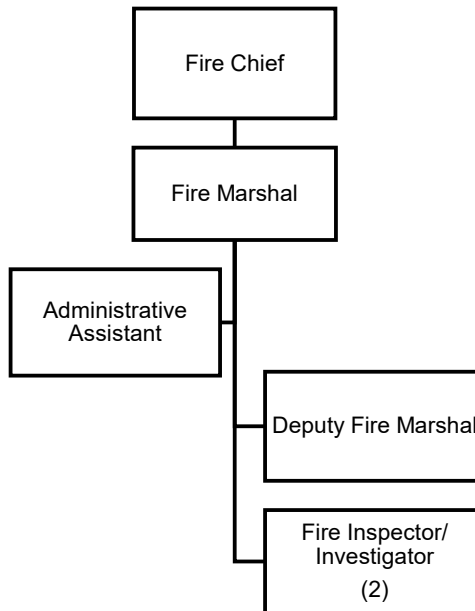 Fire Chief
Fire Marshal
Administrative
Assistant
Deputy Fire Marshal
Fire Inspector/
Investigator
(2)